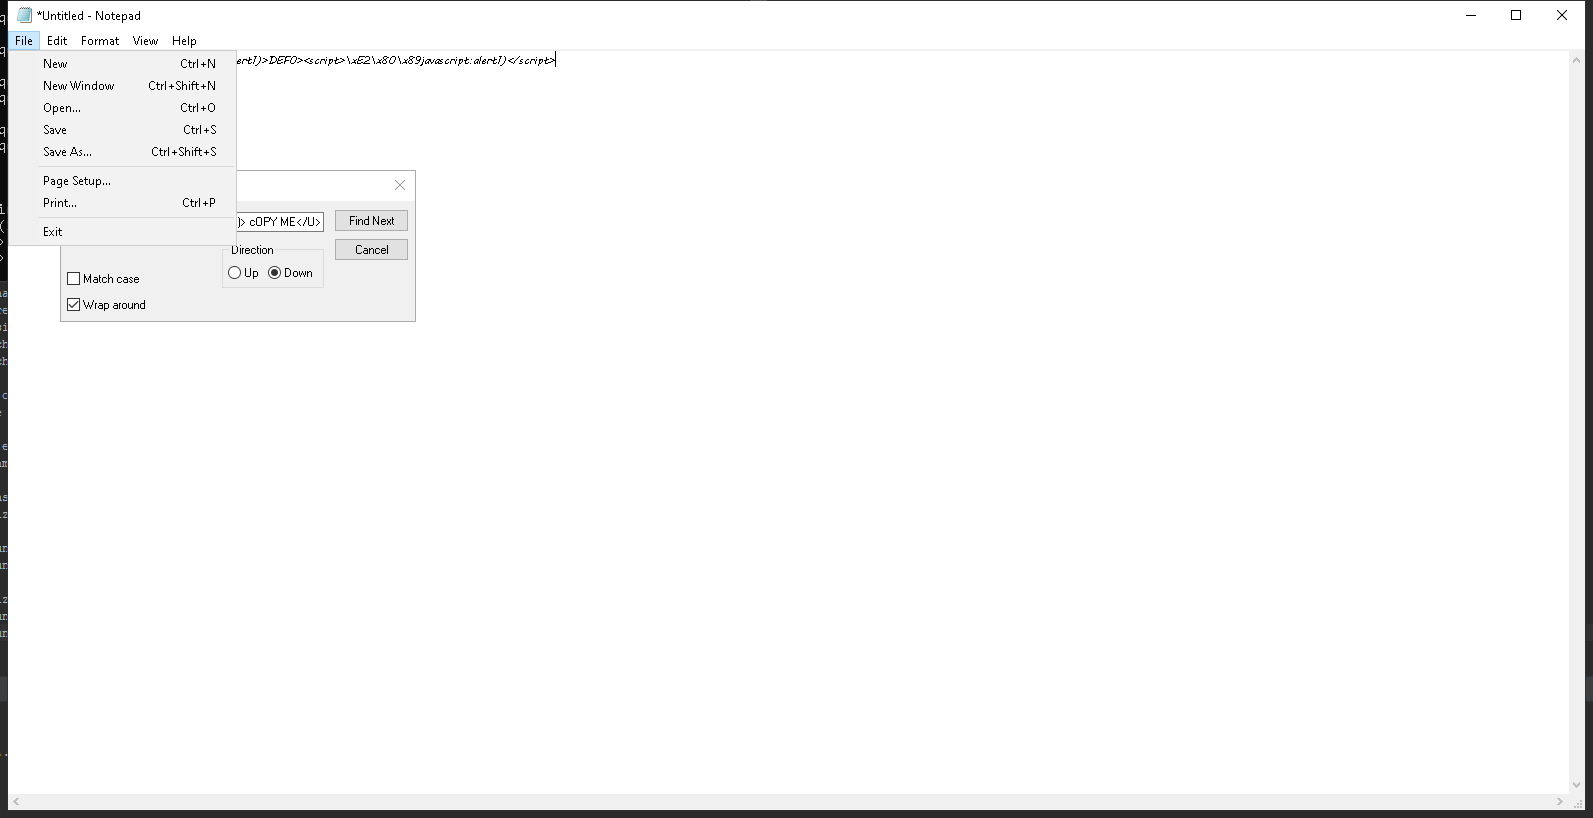 *Untitled - Notepad
File Edit Format View Help
ert1)>DEF0><script>\xE2\x80\x89javascript:alert1)</script>
New Ctrl+N
New Window Ctrl+Shift+N
Open... Ctrl+O
Save Ctrl+S
Save As... Ctrl+Shift+S
Page Setup...
Print... Ctrl+P
Exit
)> cOPY ME</U> Find Next
Direction Cancel
Up Down
Match case
Wrap around